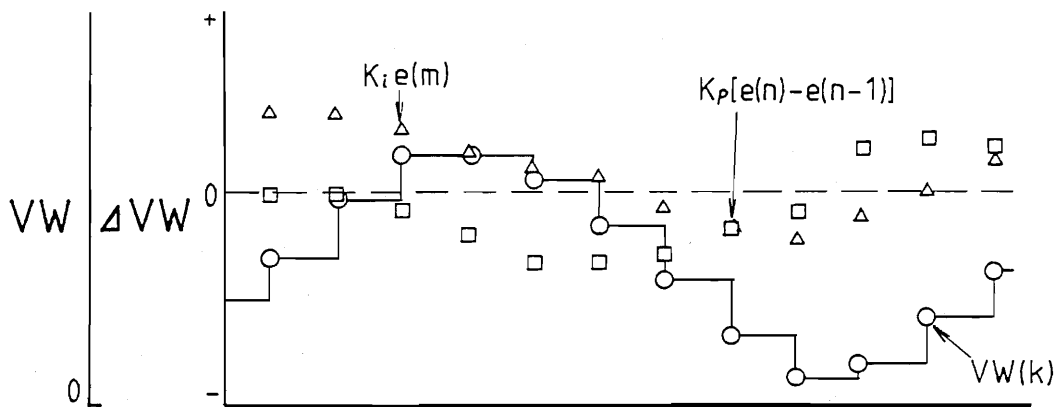 +
Kᵢe(m)
Kₚ[e(n)-e(n-1)]
0
VW
ΔVW
VW(k)
0
-